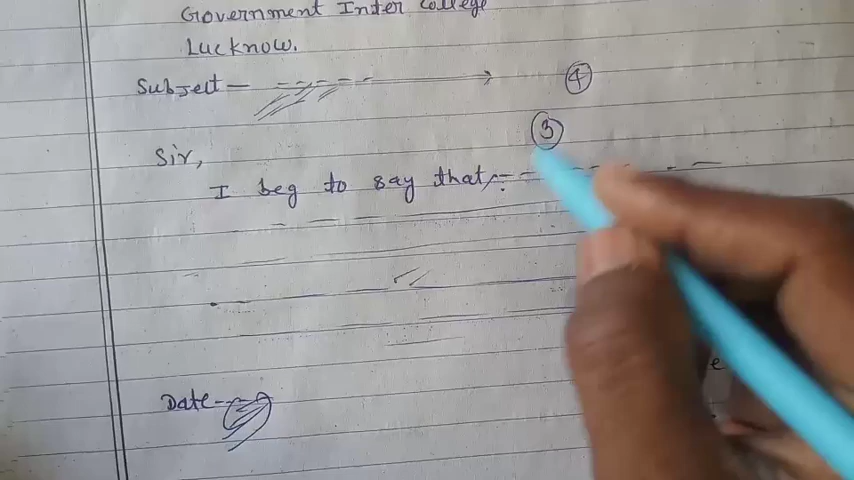 Government Inter College
Lucknow.
Subject —
4
3
Sir,
I beg to say that,
Date